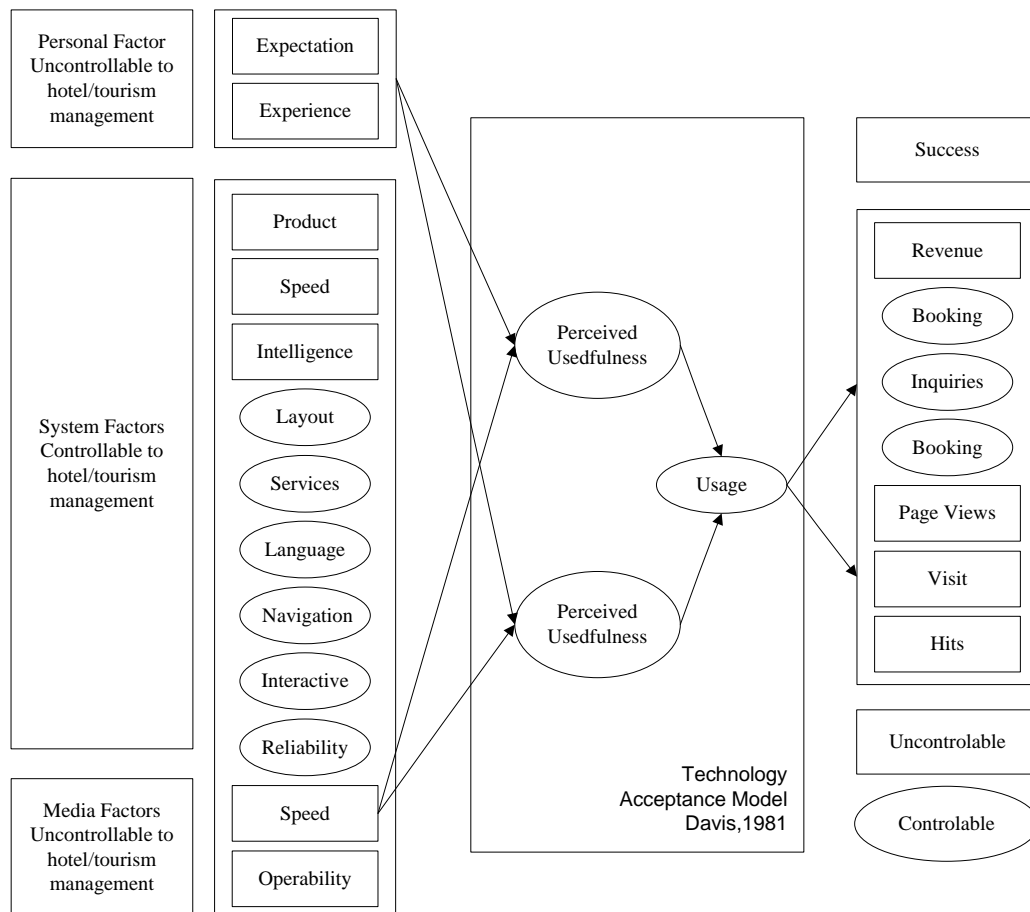 Personal Factor
Uncontrollable to
hotel/tourism
management
Expectation
Experience
System Factors
Controllable to
hotel/tourism
management
Product
Speed
Intelligence
Layout
Services
Language
Navigation
Interactive
Reliability
Media Factors
Uncontrollable to
hotel/tourism
management
Speed
Operability
Perceived
Usedfulness
Perceived
Usedfulness
Usage
Technology
Acceptance Model
Davis,1981
Success
Revenue
Booking
Inquiries
Booking
Page Views
Visit
Hits
Uncontrolable
Controlable